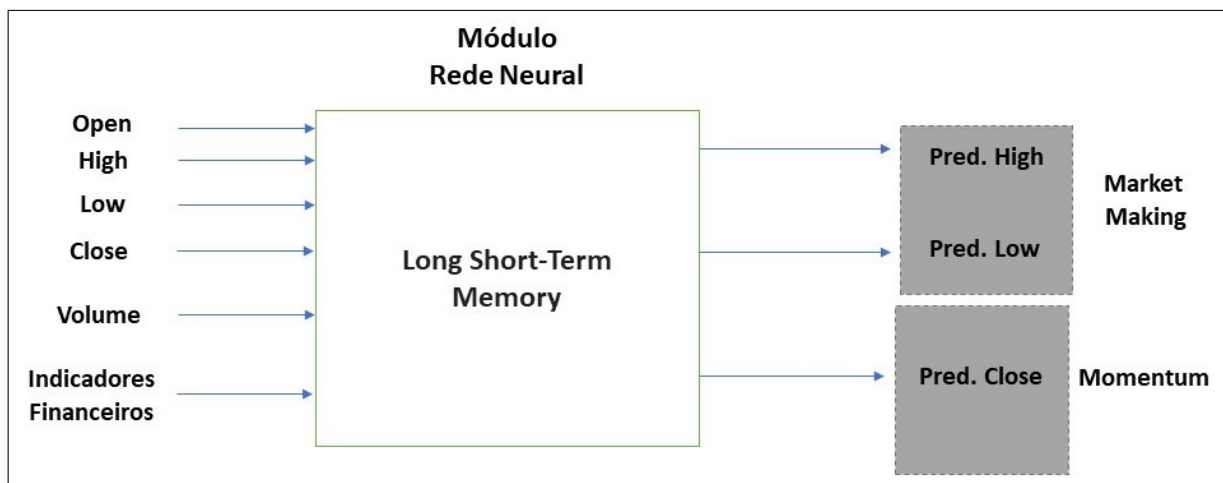 Módulo
Rede Neural
Open
High
Low
Close
Volume
Indicadores
Financeiros
Long Short-Term
Memory
Pred. High
Pred. Low
Market
Making
Pred. Close
Momentum